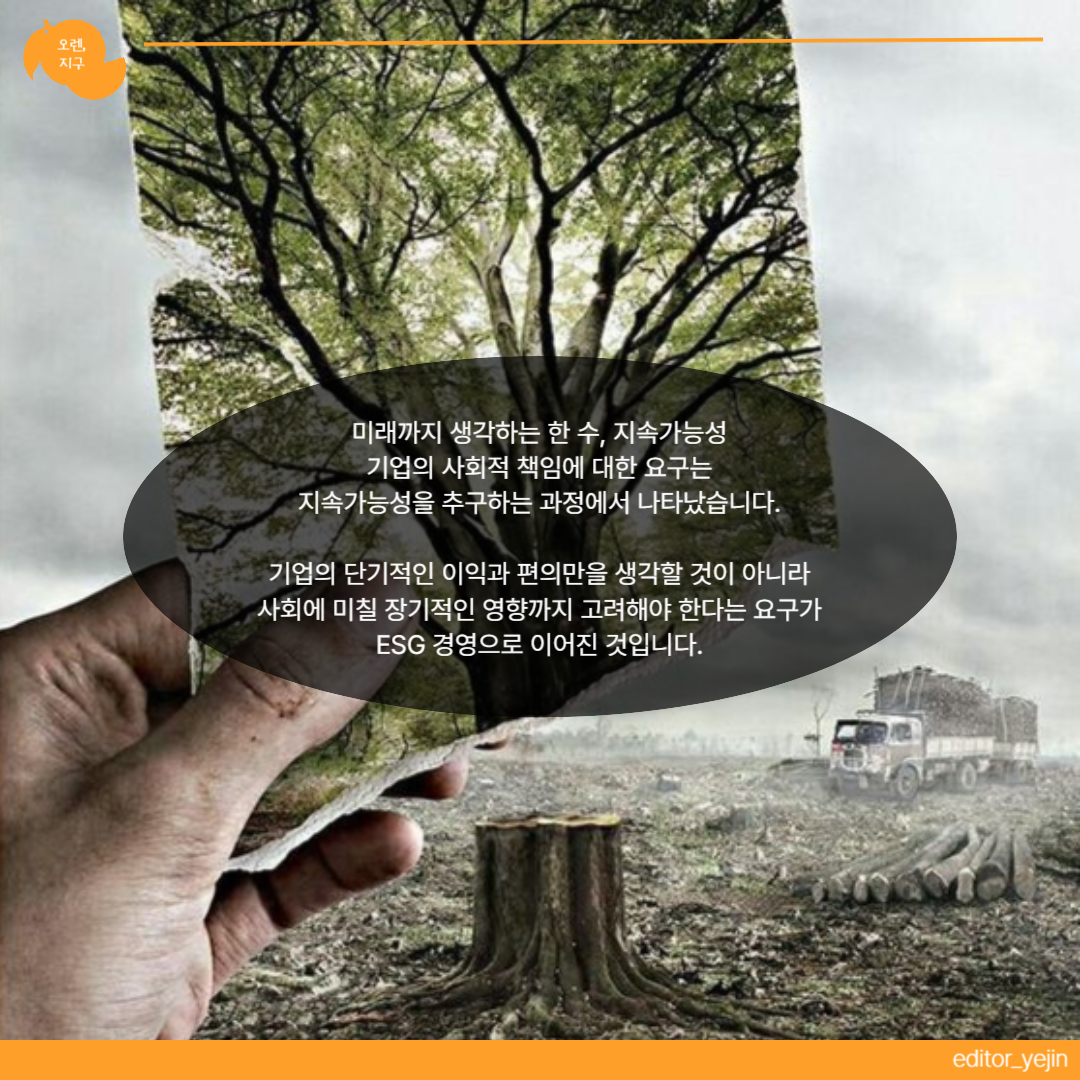 오렌,
지구
미래까지 생각하는 한 수, 지속가능성
기업의 사회적 책임에 대한 요구는
지속가능성을 추구하는 과정에서 나타났습니다.
기업의 단기적인 이익과 편의만을 생각할 것이 아니라
사회에 미칠 장기적인 영향까지 고려해야 한다는 요구가
ESG 경영으로 이어진 것입니다.
editor_yejin